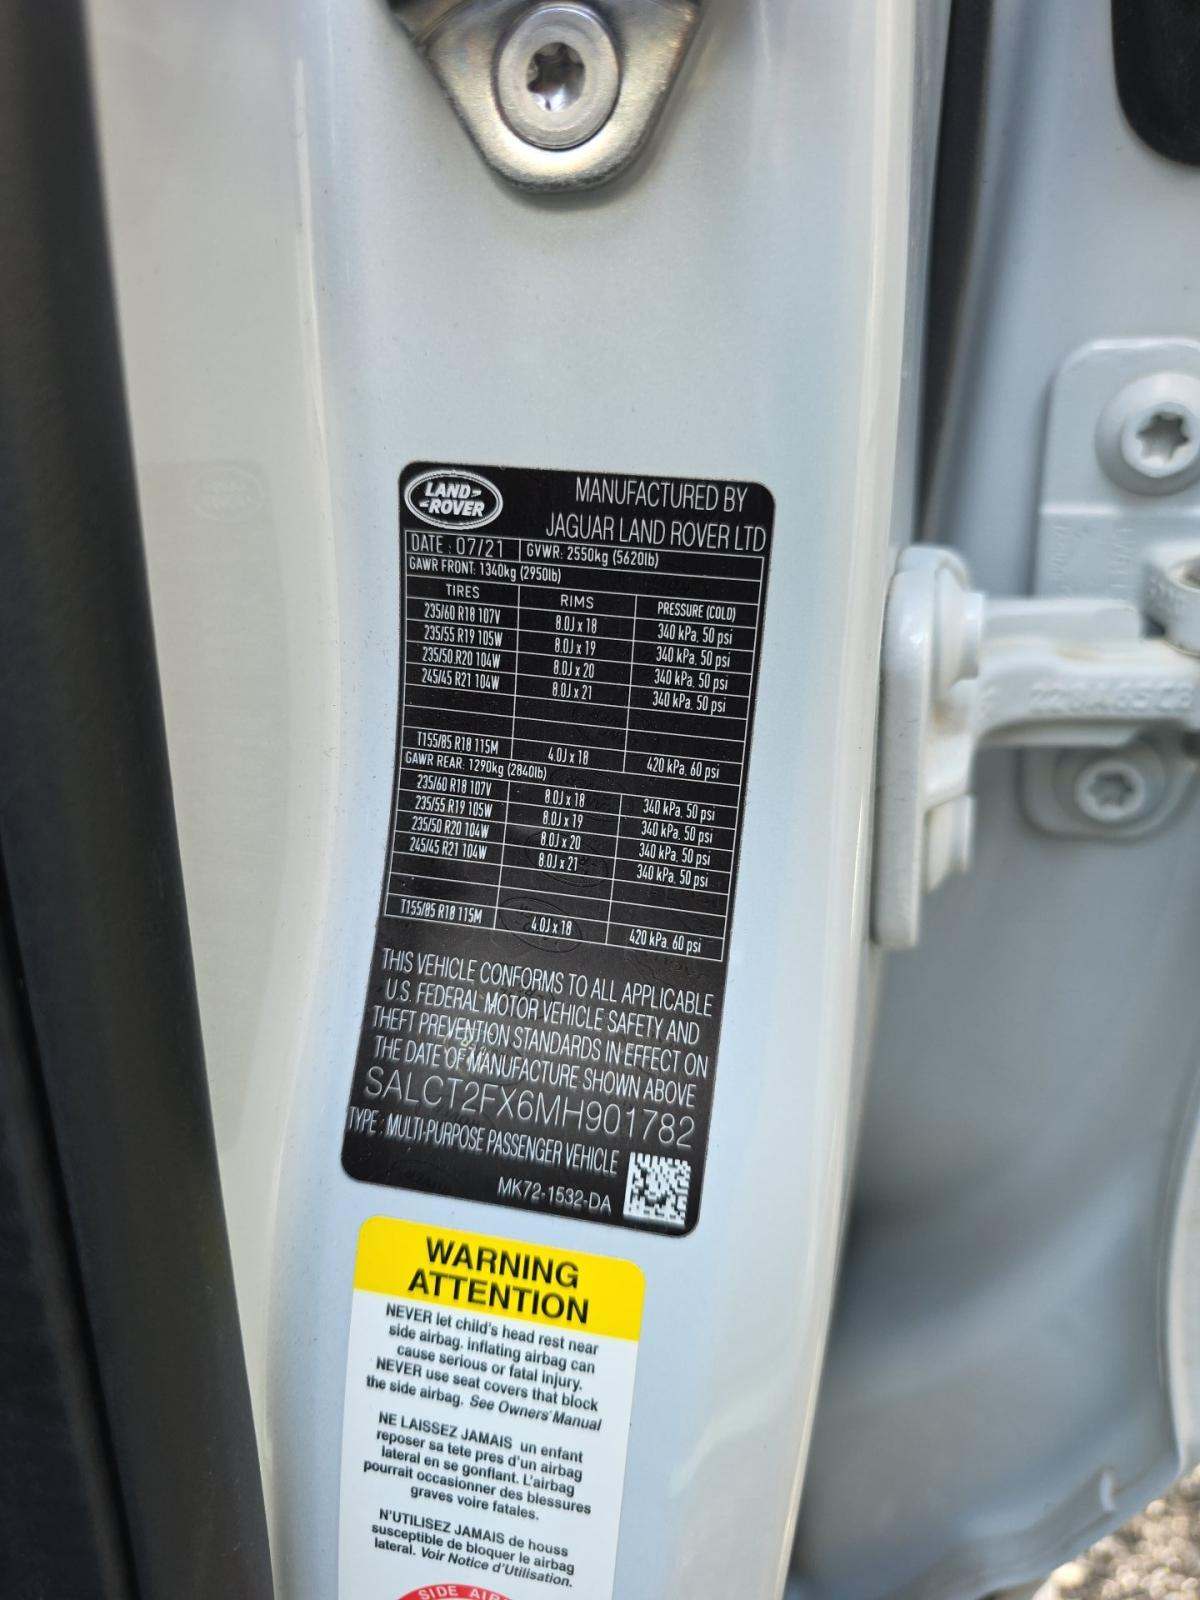 LAND-
-ROVER
MANUFACTURED BY
JAGUAR LAND ROVER LTD
DATE : 07/21 GVWR: 2550kg (5620lb)
GAWR FRONT: 1340kg (2950lb)
TIRES RIMS PRESSURE (COLD)
235/60 R18 107V 8.0J x 18 340 kPa. 50 psi
235/55 R19 105W 8.0J x 19 340 kPa. 50 psi
235/50 R20 104W 8.0J x 20 340 kPa. 50 psi
245/45 R21 104W 8.0J x 21 340 kPa. 50 psi
T155/85 R18 115M 4.0J x 18 420 kPa. 60 psi
GAWR REAR: 1290kg (2840lb)
235/60 R18 107V 8.0J x 18 340 kPa. 50 psi
235/55 R19 105W 8.0J x 19 340 kPa. 50 psi
235/50 R20 104W 8.0J x 20 340 kPa. 50 psi
245/45 R21 104W 8.0J x 21 340 kPa. 50 psi
T155/85 R18 115M 4.0J x 18 420 kPa. 60 psi
THIS VEHICLE CONFORMS TO ALL APPLICABLE
U.S. FEDERAL MOTOR VEHICLE SAFETY AND
THEFT PREVENTION STANDARDS IN EFFECT ON
THE DATE OF MANUFACTURE SHOWN ABOVE
SALCT2FX6MH901782
TYPE : MULTI-PURPOSE PASSENGER VEHICLE
MK72-1532-DA
WARNING
ATTENTION
NEVER let child's head rest near
side airbag. inflating airbag can
cause serious or fatal injury.
NEVER use seat covers that block
the side airbag. See Owners' Manual
NE LAISSEZ JAMAIS un enfant
reposer sa tete pres d'un airbag
lateral en se gonflant. L'airbag
pourrait occasionner des blessures
graves voire fatales.
N'UTILISEZ JAMAIS de houss
susceptible de bloquer le airbag
lateral. Voir Notice d'Utilisation.
SIDE